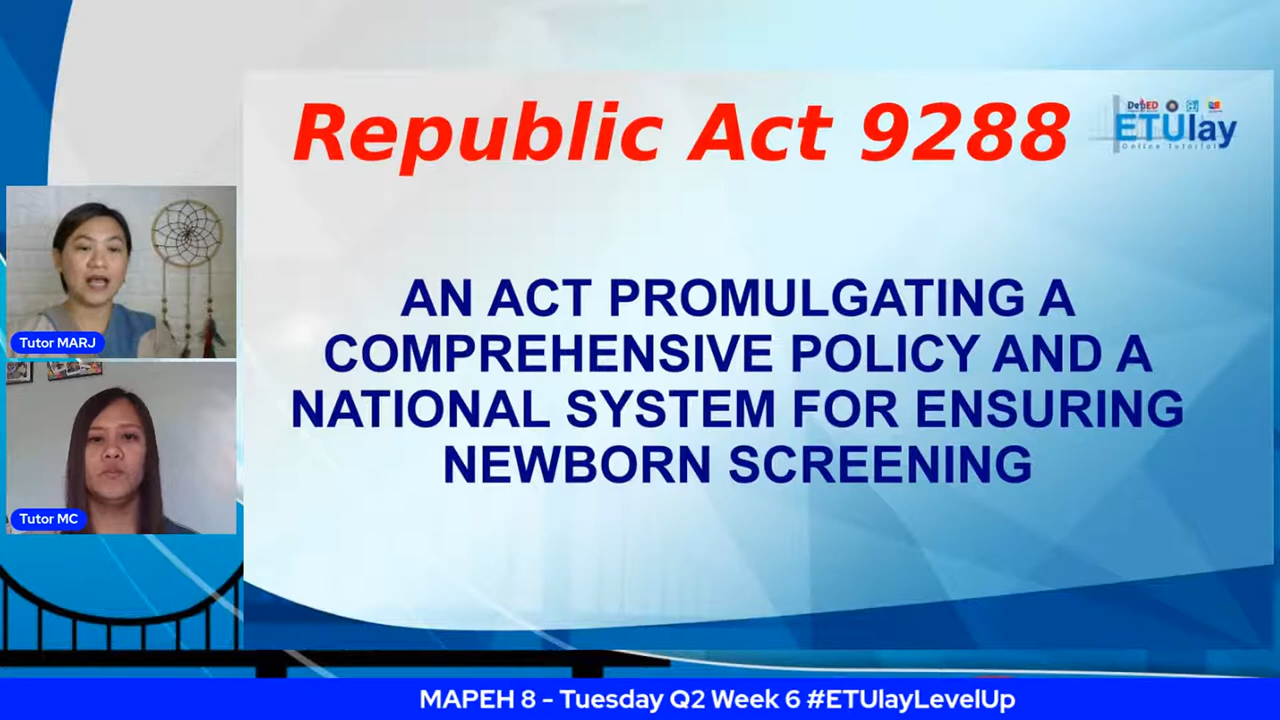 Republic Act 9288
DepED
ETUlay
Online Tutorial
AN ACT PROMULGATING A
COMPREHENSIVE POLICY AND A
NATIONAL SYSTEM FOR ENSURING
NEWBORN SCREENING
Tutor MARJ
Tutor MC
MAPEH 8 - Tuesday Q2 Week 6 #ETUlayLevelUp